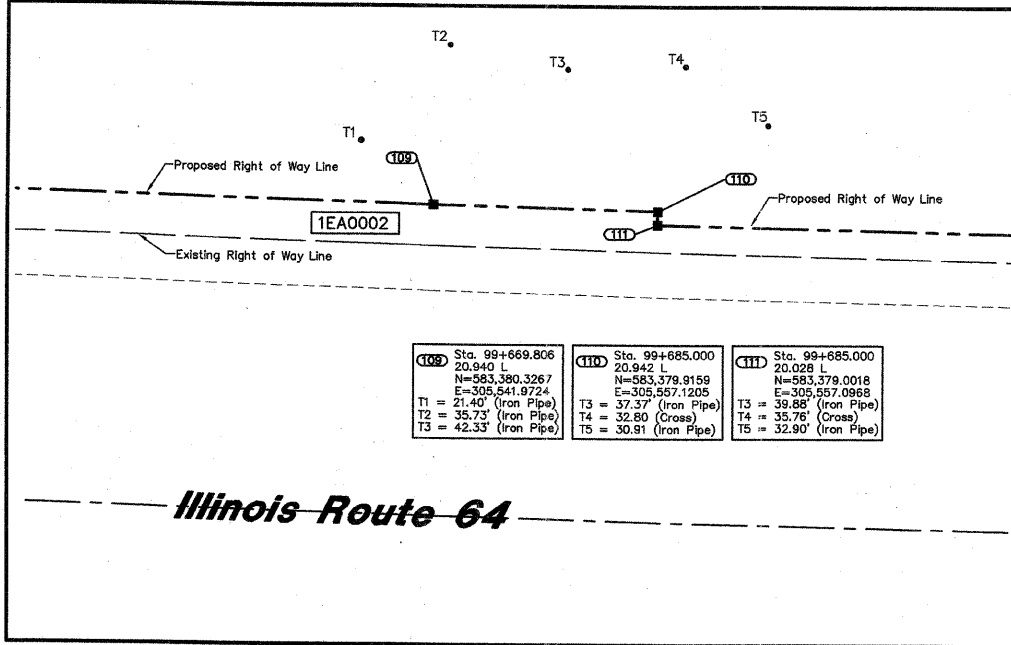 T2
T3
T4
T5
T1
109
Proposed Right of Way Line
110
Proposed Right of Way Line
1EA0002
111
Existing Right of Way Line
109 Sta. 99+669.806
20.940 L
N=583,380.3267
E=305,541.9724
T1 = 21.40' (Iron Pipe)
T2 = 35.73' (Iron Pipe)
T3 = 42.33' (Iron Pipe)
110 Sta. 99+685.000
20.942 L
N=583,379.9159
E=305,557.1205
T3 = 37.37' (Iron Pipe)
T4 = 32.80 (Cross)
T5 = 30.91 (Iron Pipe)
111 Sta. 99+685.000
20.028 L
N=583,379.0018
E=305,557.0968
T3 = 39.88' (Iron Pipe)
T4 = 35.76' (Cross)
T5 = 32.90' (Iron Pipe)
Illinois Route 64